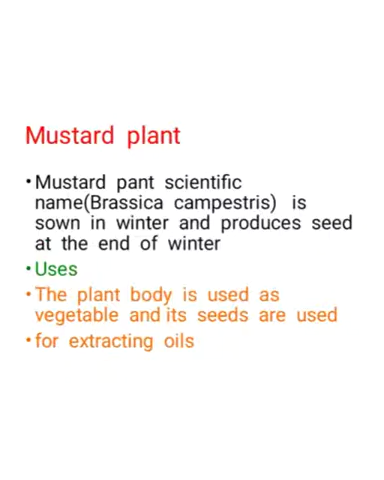 Mustard plant
•Mustard pant scientific
name(Brassica campestris) is
sown in winter and produces seed
at the end of winter
•Uses
•The plant body is used as
vegetable and its seeds are used
•for extracting oils